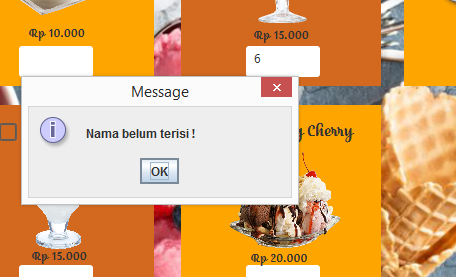 Rp 10.000
Rp 15.000
6
Message
Nama belum terisi !
OK
Cherry
Rp 15.000
Rp 20.000